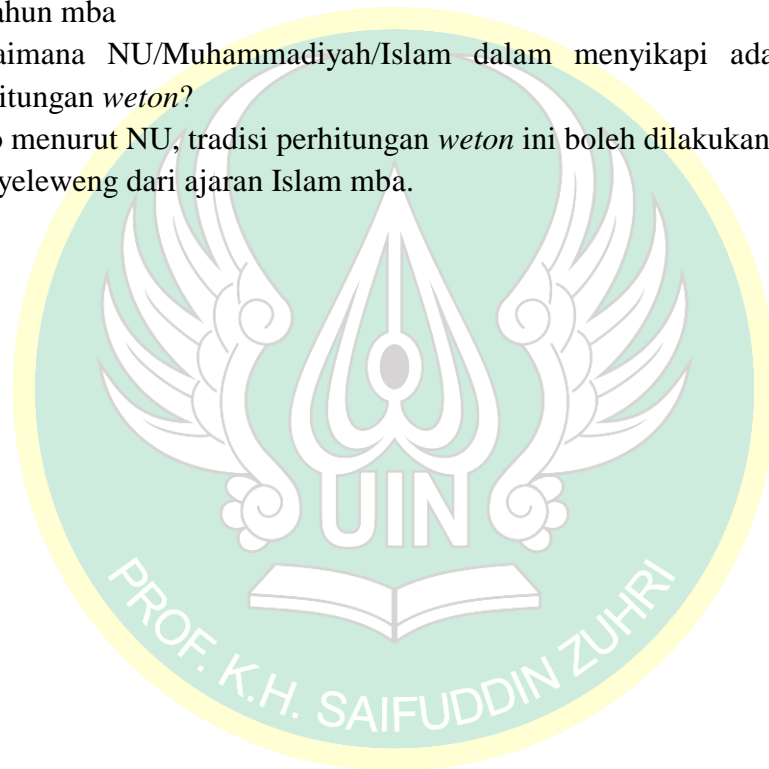 ahun mba
aimana NU/Muhammadiyah/Islam dalam menyikapi ada
itungan weton?
menurut NU, tradisi perhitungan weton ini boleh dilakukan
yeleweng dari ajaran Islam mba.
UIN
PROF. K.H. SAIFUDDIN ZUHRI